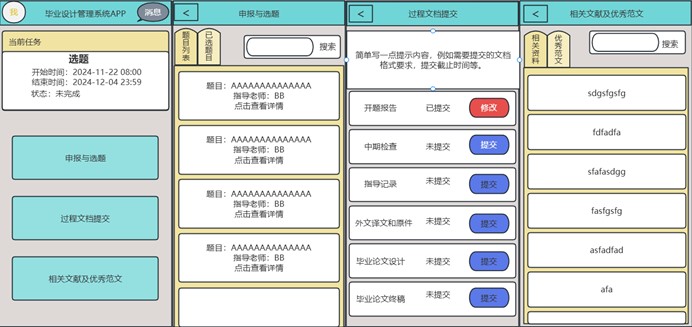 我
毕业设计管理系统APP
消息
当前任务
选题
开始时间：2024-11-22 08:00
结束时间：2024-12-04 23:59
状态：未完成
申报与选题
过程文档提交
相关文献及优秀范文
<
申报与选题
题目列表
已选题目
搜索
题目：AAAAAAAAAAAAAA
指导老师：BB
点击查看详情
题目：AAAAAAAAAAAAAA
指导老师：BB
点击查看详情
题目：AAAAAAAAAAAAAA
指导老师：BB
点击查看详情
题目：AAAAAAAAAAAAAA
指导老师：BB
点击查看详情
<
过程文档提交
简单写一点提示内容，例如需要提交的文档
格式要求，提交截止时间等。
开题报告 已提交 修改
中期检查 未提交 提交
指导记录 未提交 提交
外文译文和原件 未提交 提交
毕业论文设计 未提交 提交
毕业论文终稿 未提交 提交
<
相关文献及优秀范文
相关资料
优秀范文
搜索
sdgsfgsfg
fdfadfa
sfafasdgg
fasfgsfg
asfadfad
afa